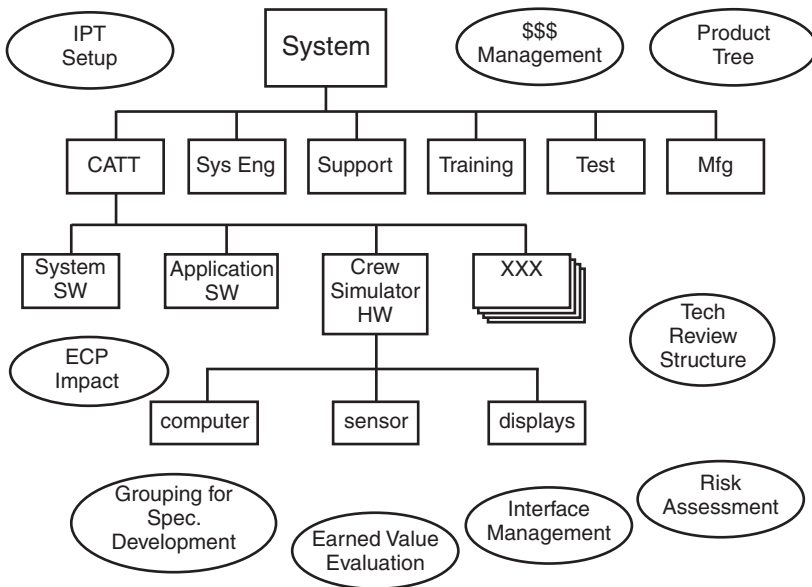 IPT
Setup
System
$$$
Management
Product
Tree
CATT
Sys Eng
Support
Training
Test
Mfg
System
SW
Application
SW
Crew
Simulator
HW
XXX
Tech
Review
Structure
ECP
Impact
computer
sensor
displays
Grouping for
Spec.
Development
Earned Value
Evaluation
Interface
Management
Risk
Assessment